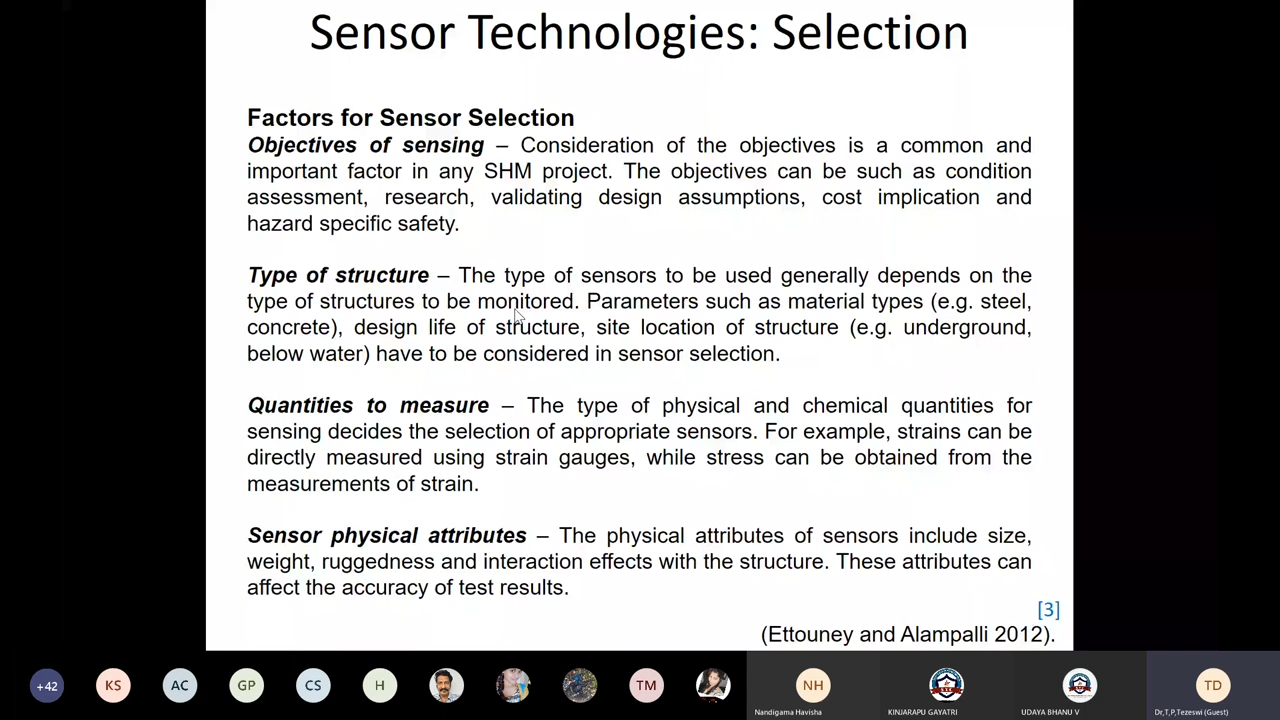 Sensor Technologies: Selection
Factors for Sensor Selection
Objectives of sensing – Consideration of the objectives is a common and
important factor in any SHM project. The objectives can be such as condition
assessment, research, validating design assumptions, cost implication and
hazard specific safety.
Type of structure – The type of sensors to be used generally depends on the
type of structures to be monitored. Parameters such as material types (e.g. steel,
concrete), design life of structure, site location of structure (e.g. underground,
below water) have to be considered in sensor selection.
Quantities to measure – The type of physical and chemical quantities for
sensing decides the selection of appropriate sensors. For example, strains can be
directly measured using strain gauges, while stress can be obtained from the
measurements of strain.
Sensor physical attributes – The physical attributes of sensors include size,
weight, ruggedness and interaction effects with the structure. These attributes can
affect the accuracy of test results.
[3]
(Ettouney and Alampalli 2012).
+42 KS AC GP CS H TM NH TD
Nandigama Havisha KINJARAPU GAYATRI UDAYA BHANU V Dr,T,P,Tezeswi (Guest)